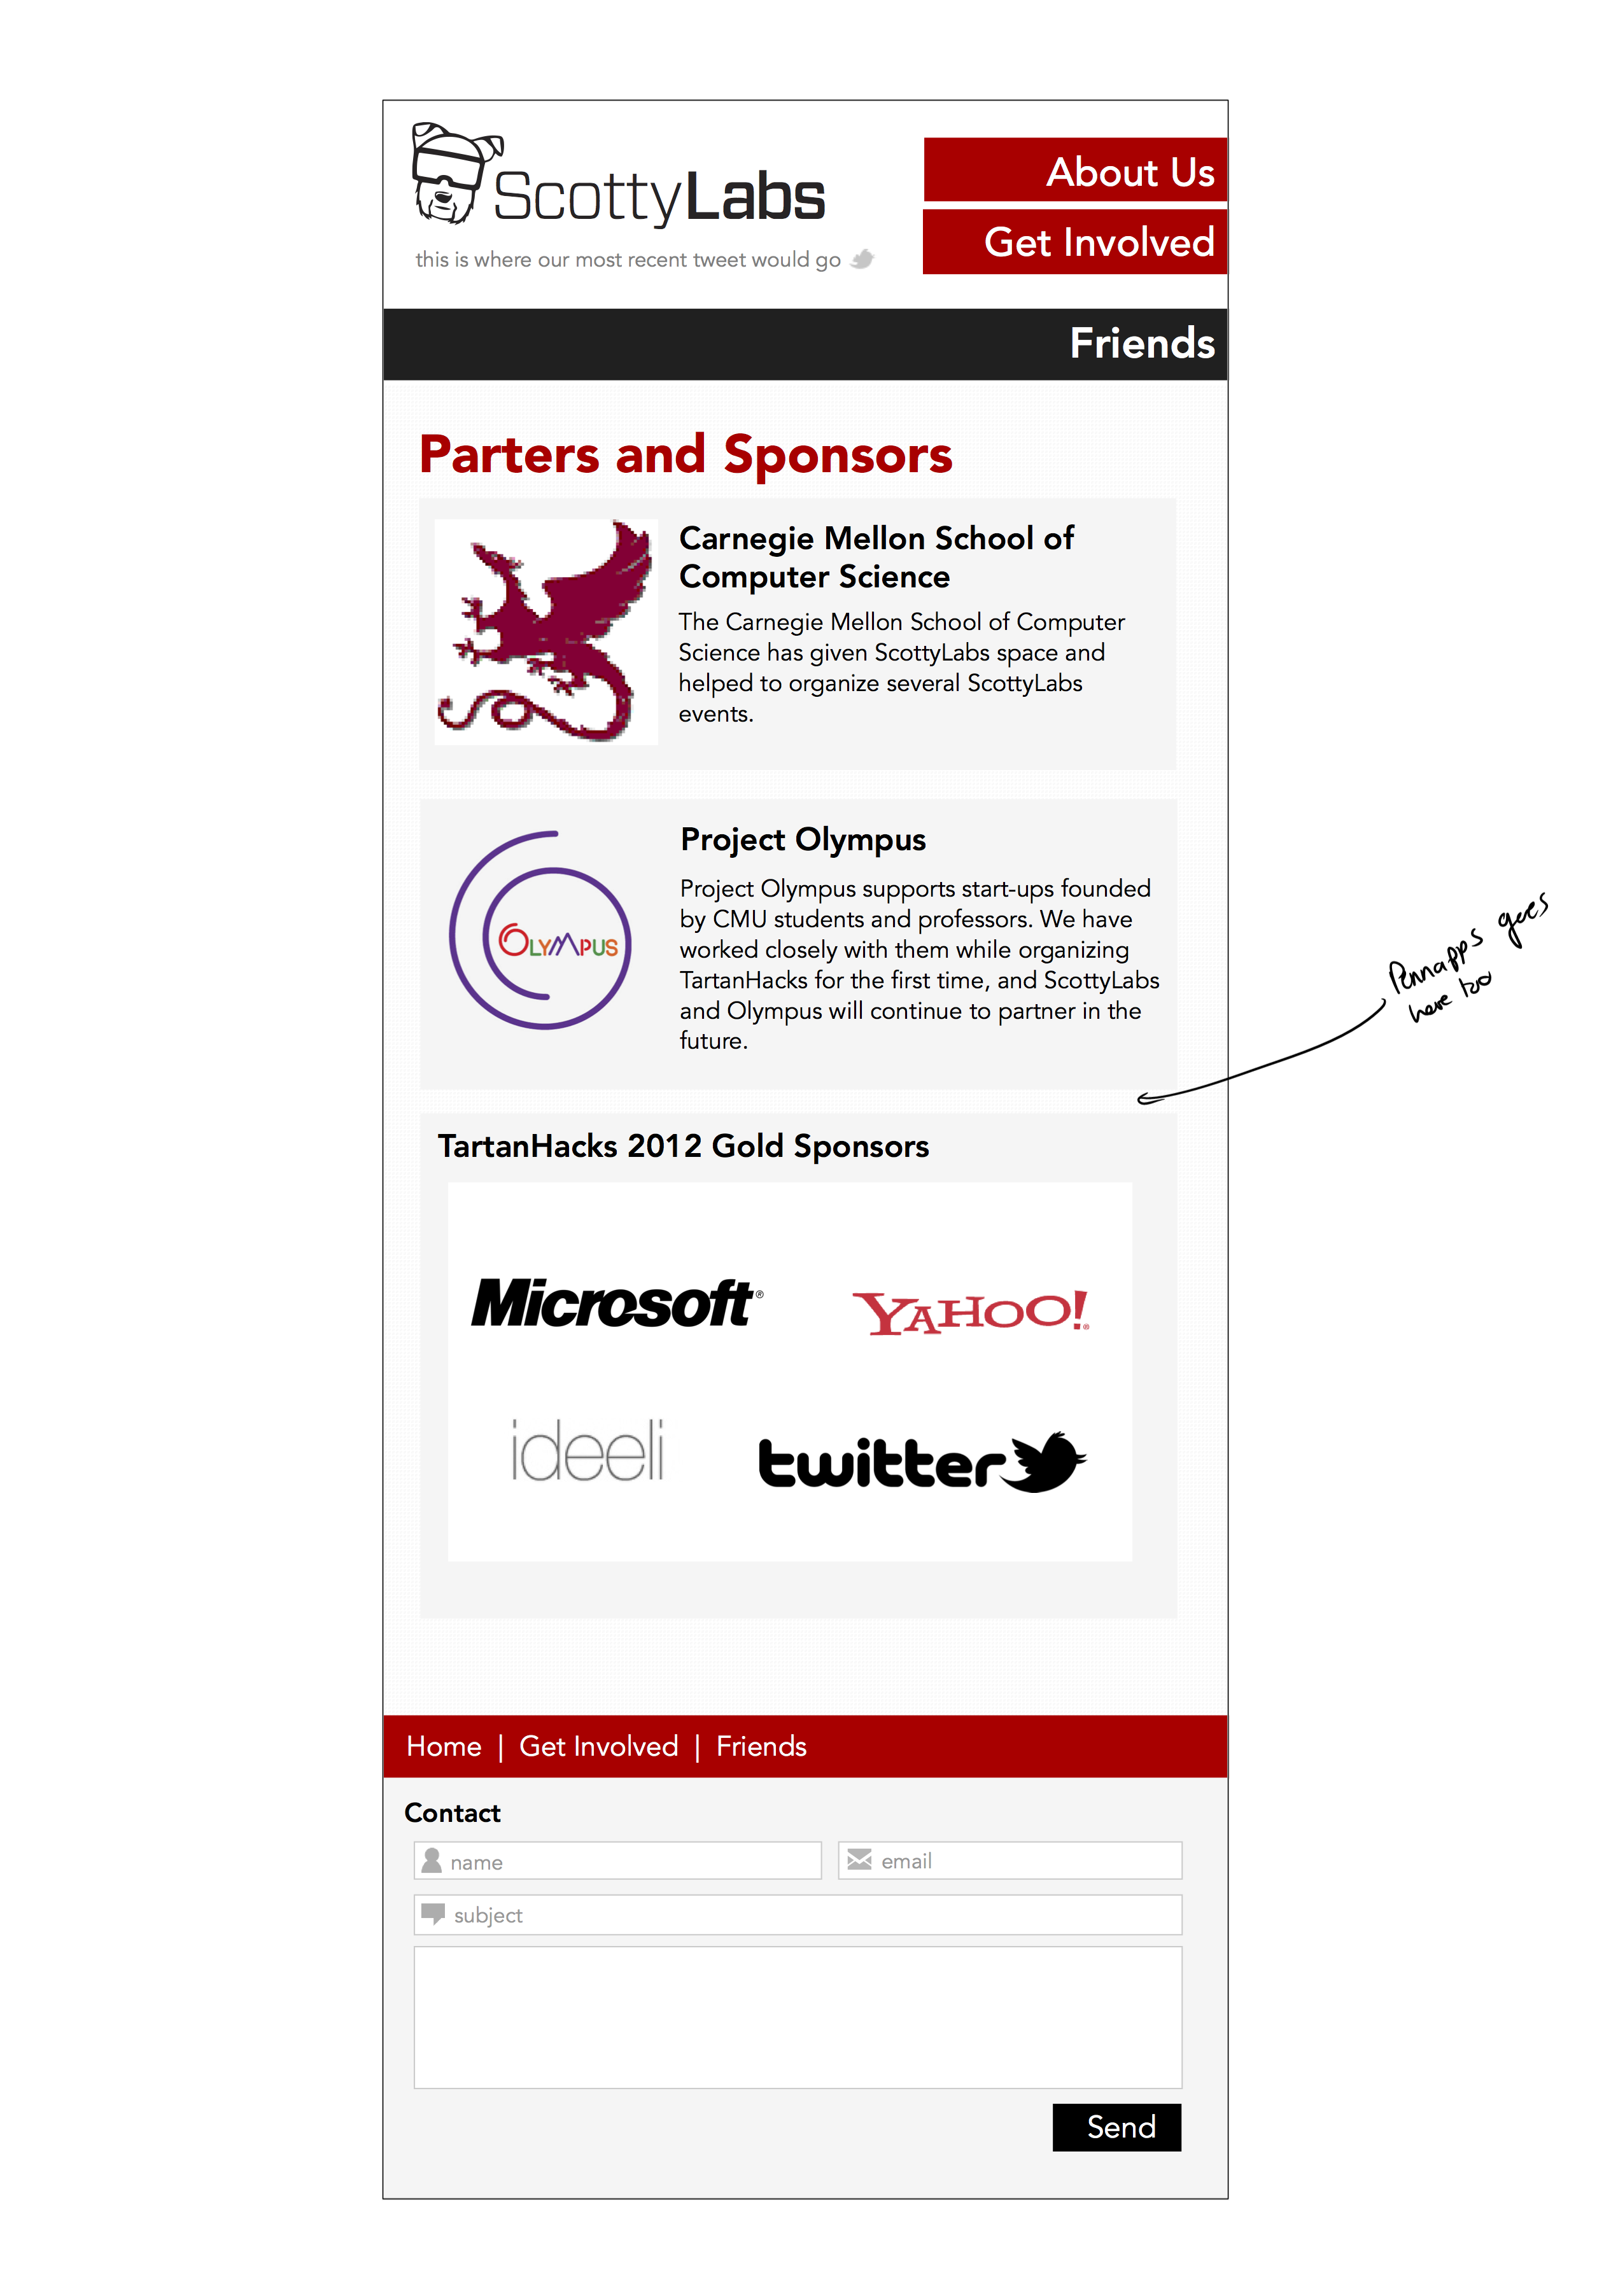 ScottyLabs
this is where our most recent tweet would go
About Us
Get Involved
Friends
Parters and Sponsors
Carnegie Mellon School of
Computer Science
The Carnegie Mellon School of Computer
Science has given ScottyLabs space and
helped to organize several ScottyLabs
events.
OLYMPUS
Project Olympus
Project Olympus supports start-ups founded
by CMU students and professors. We have
worked closely with them while organizing
TartanHacks for the first time, and ScottyLabs
and Olympus will continue to partner in the
future.
Pennapps goes
here too
TartanHacks 2012 Gold Sponsors
Microsoft®
YAHOO!®
ideeli
twitter
Home | Get Involved | Friends
Contact
name
email
subject
Send